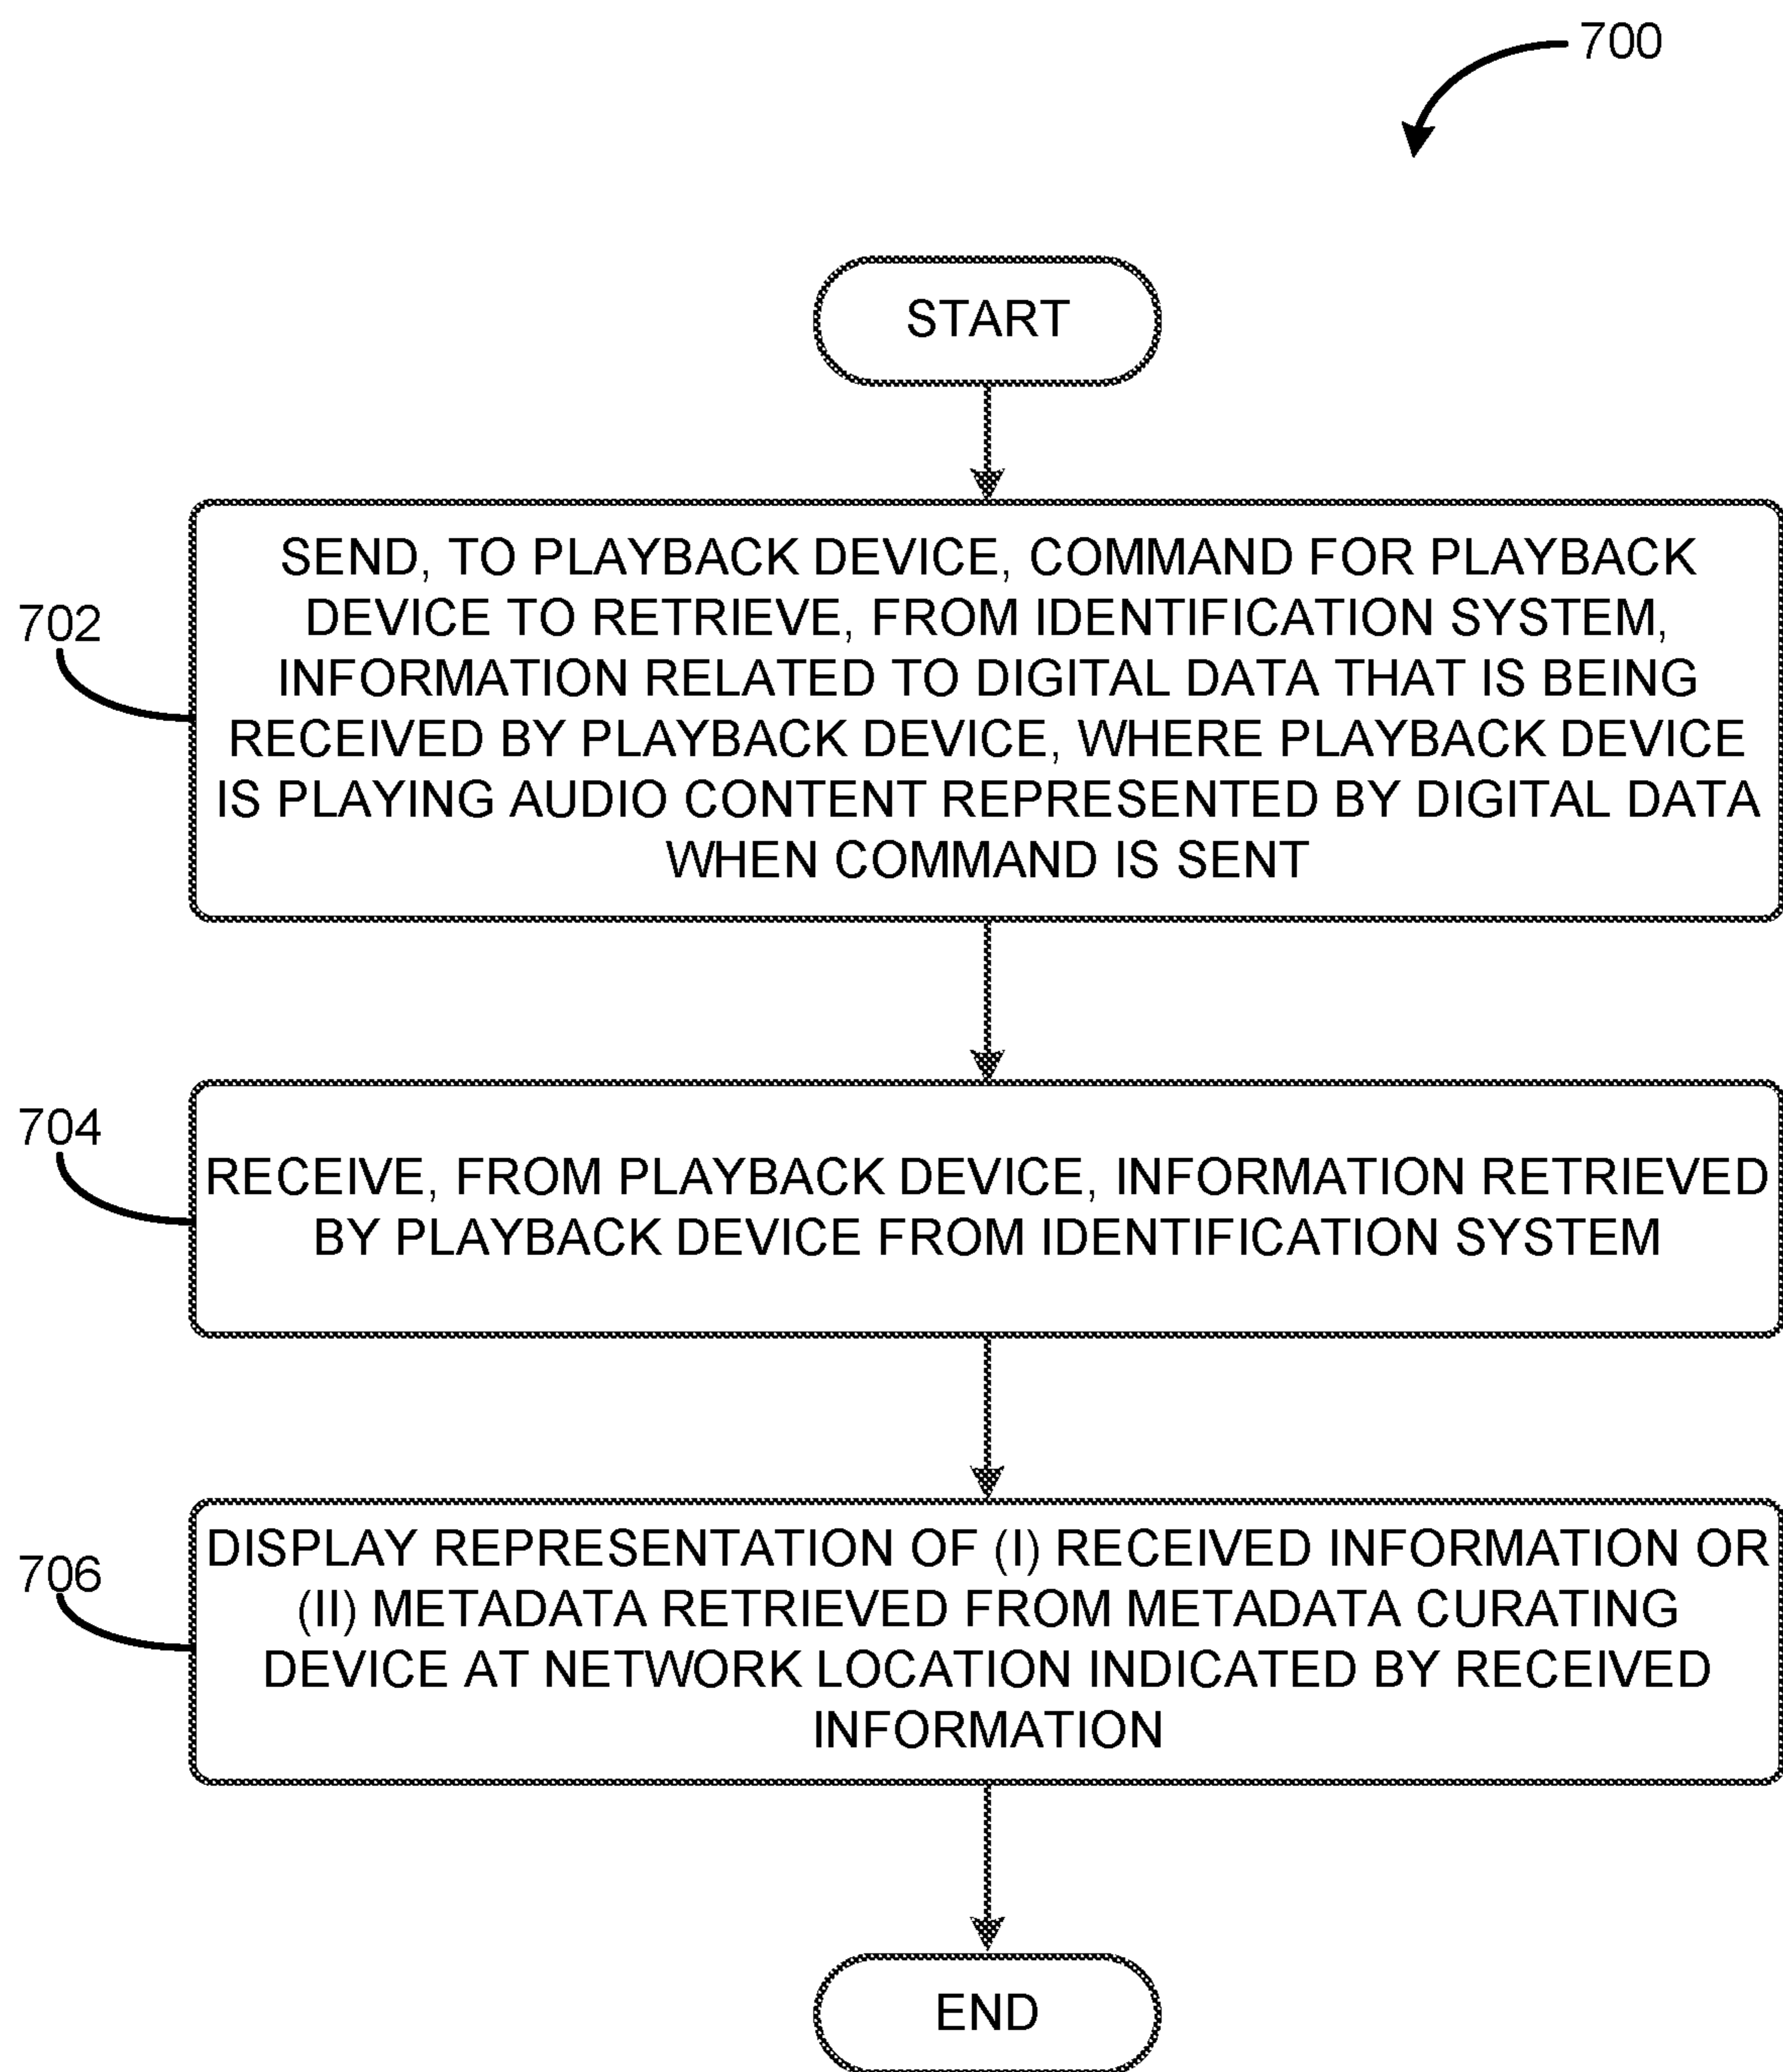 700
START
702
SEND, TO PLAYBACK DEVICE, COMMAND FOR PLAYBACK
DEVICE TO RETRIEVE, FROM IDENTIFICATION SYSTEM,
INFORMATION RELATED TO DIGITAL DATA THAT IS BEING
RECEIVED BY PLAYBACK DEVICE, WHERE PLAYBACK DEVICE
IS PLAYING AUDIO CONTENT REPRESENTED BY DIGITAL DATA
WHEN COMMAND IS SENT
704
RECEIVE, FROM PLAYBACK DEVICE, INFORMATION RETRIEVED
BY PLAYBACK DEVICE FROM IDENTIFICATION SYSTEM
706
DISPLAY REPRESENTATION OF (I) RECEIVED INFORMATION OR
(II) METADATA RETRIEVED FROM METADATA CURATING
DEVICE AT NETWORK LOCATION INDICATED BY RECEIVED
INFORMATION
END